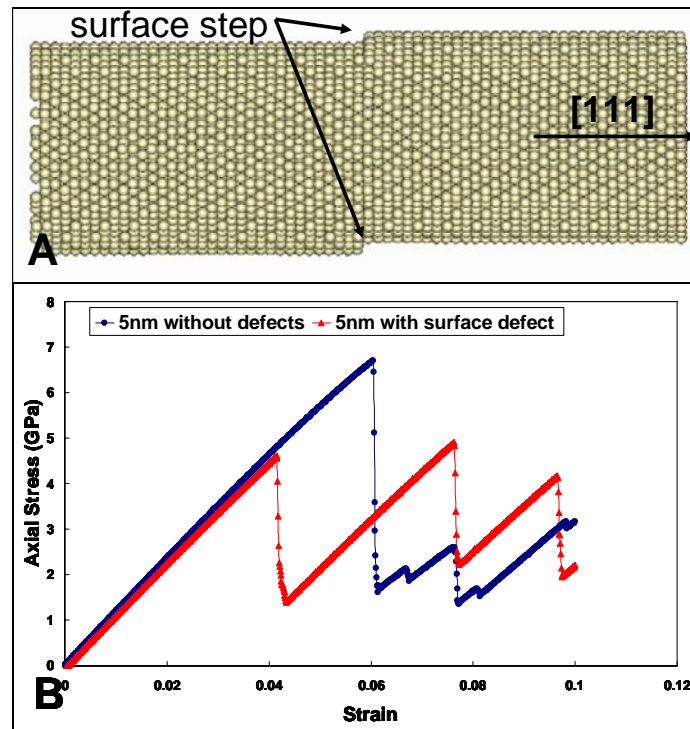 surface step
[111]
A
5nm without defects 5nm with surface defect
8
7
6
5
4
3
2
1
0
Axial Stress (GPa)
00 0.02 0.04 0.06 0.08 0.1 0.12
Strain
B